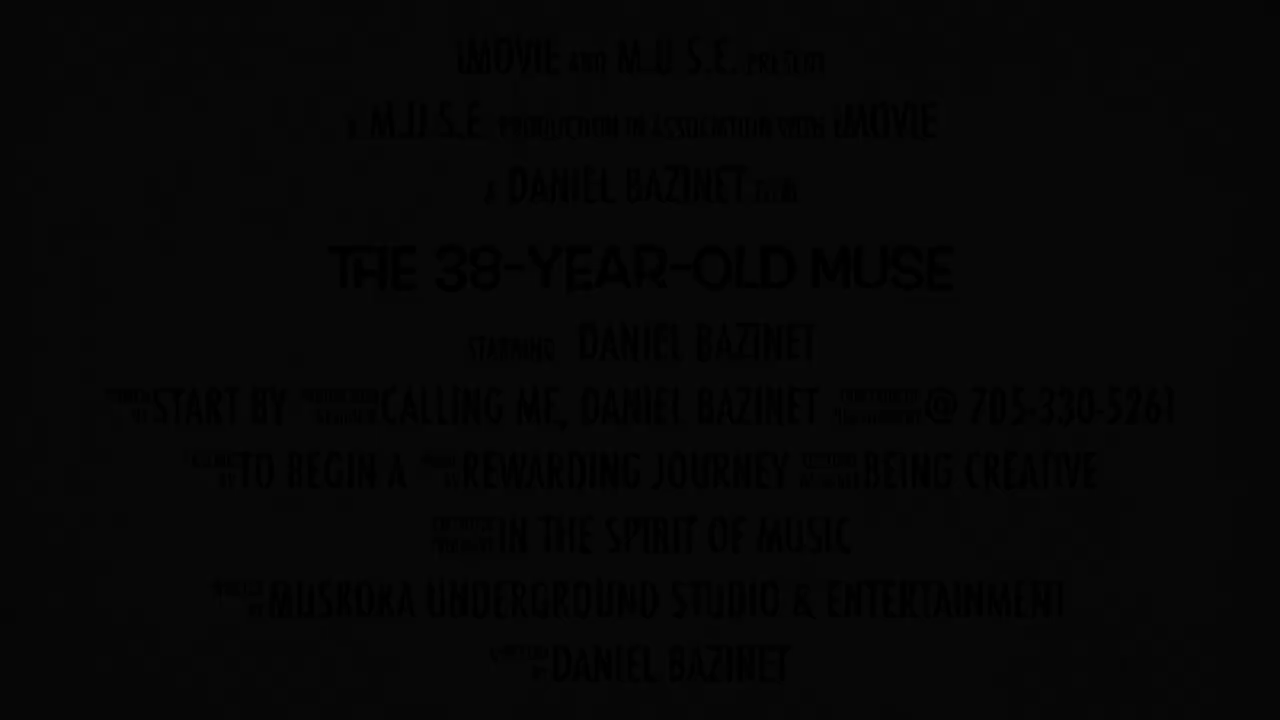 iMOVIE AND M.U.S.E. PRESENT
A M.U.S.E. PRODUCTION IN ASSOCIATION WITH iMOVIE
A DANIEL BAZINET FILM
THE 38-YEAR-OLD MUSE
STARRING DANIEL BAZINET
START BY CALLING ME, DANIEL BAZINET @ 705-330-5261
TO BEGIN A REWARDING JOURNEY BEING CREATIVE
IN THE SPIRIT OF MUSIC
BY MUSKOKA UNDERGROUND STUDIO & ENTERTAINMENT
BY DANIEL BAZINET